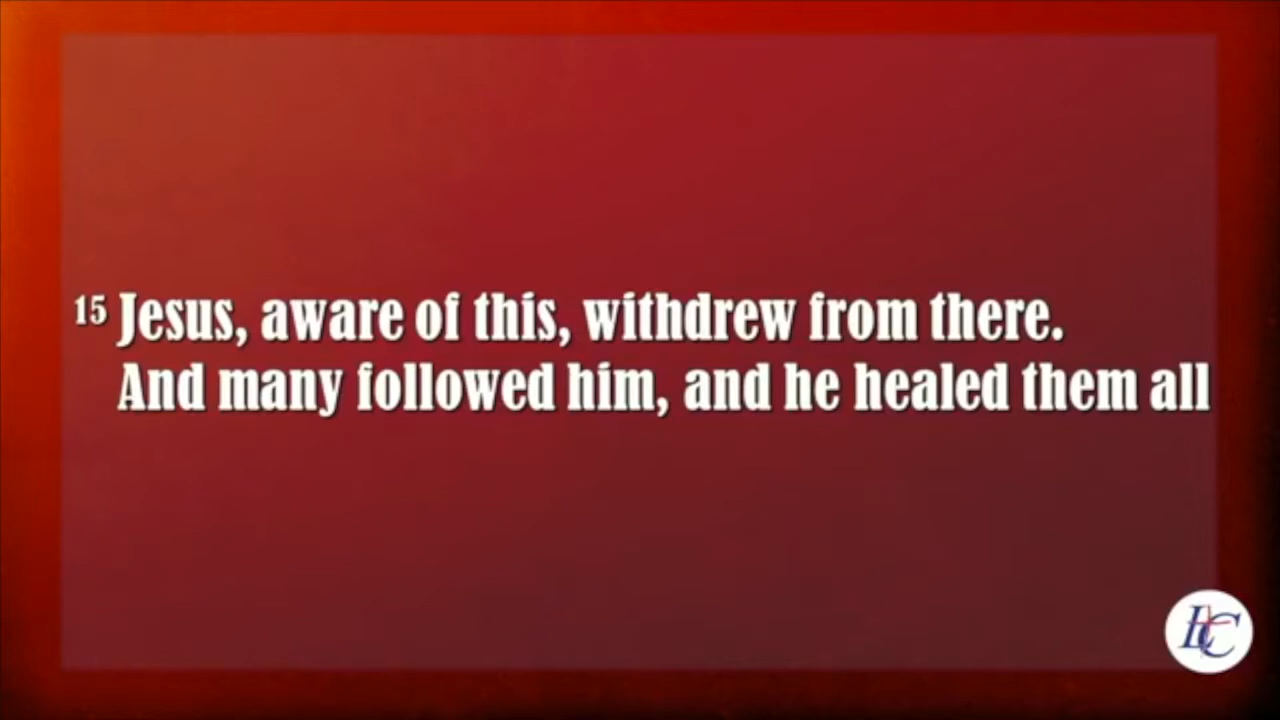 15 Jesus, aware of this, withdrew from there.
And many followed him, and he healed them all